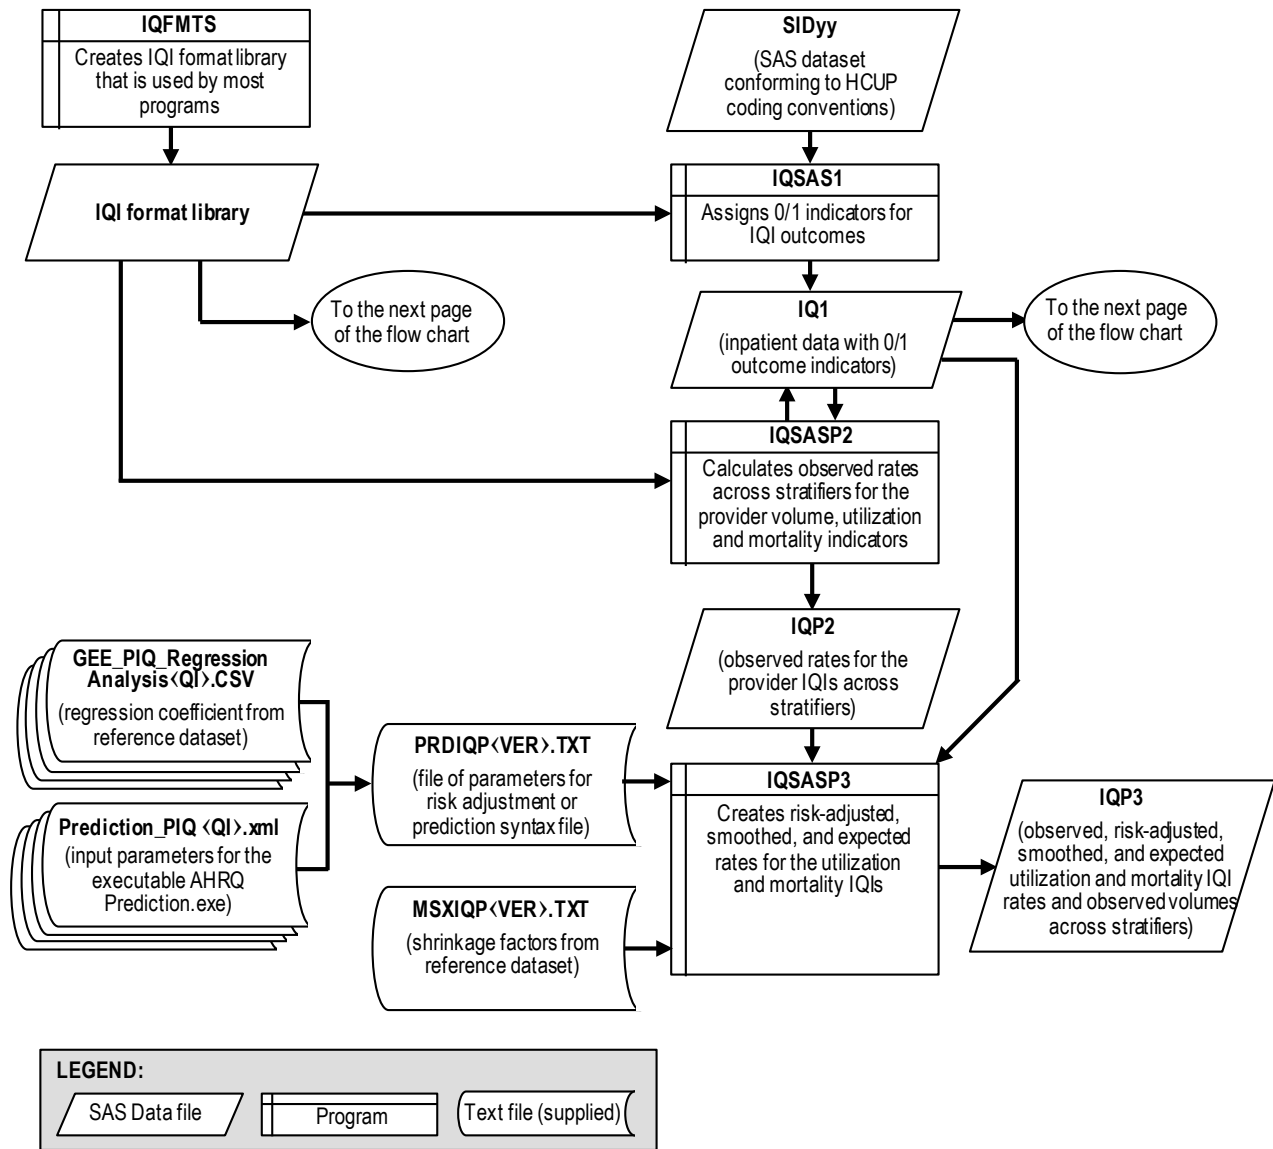 IQFMTS
Creates IQI format library
that is used by most
programs
SIDyy
(SAS dataset
conforming to HCUP
coding conventions)
IQI format library
IQSAS1
Assigns 0/1 indicators for
IQI outcomes
To the next page
of the flow chart
IQ1
(inpatient data with 0/1
outcome indicators)
To the next page
of the flow chart
IQSASP2
Calculates observed rates
across stratifiers for the
provider volume, utilization
and mortality indicators
IQP2
(observed rates for the
provider IQIs across
stratifiers)
GEE_PIQ_Regression
Analysis<QI>.CSV
(regression coefficient from
reference dataset)
Prediction_PIQ <QI>.xml
(input parameters for the
executable AHRQ
Prediction.exe)
PRDIQP<VER>.TXT
(file of parameters for
risk adjustment or
prediction syntax file)
MSXIQP<VER>.TXT
(shrinkage factors from
reference dataset)
IQSASP3
Creates risk-adjusted,
smoothed, and expected
rates for the utilization
and mortality IQIs
IQP3
(observed, risk-adjusted,
smoothed, and expected
utilization and mortality IQI
rates and observed volumes
across stratifiers)
LEGEND:
SAS Data file
Program
Text file (supplied)